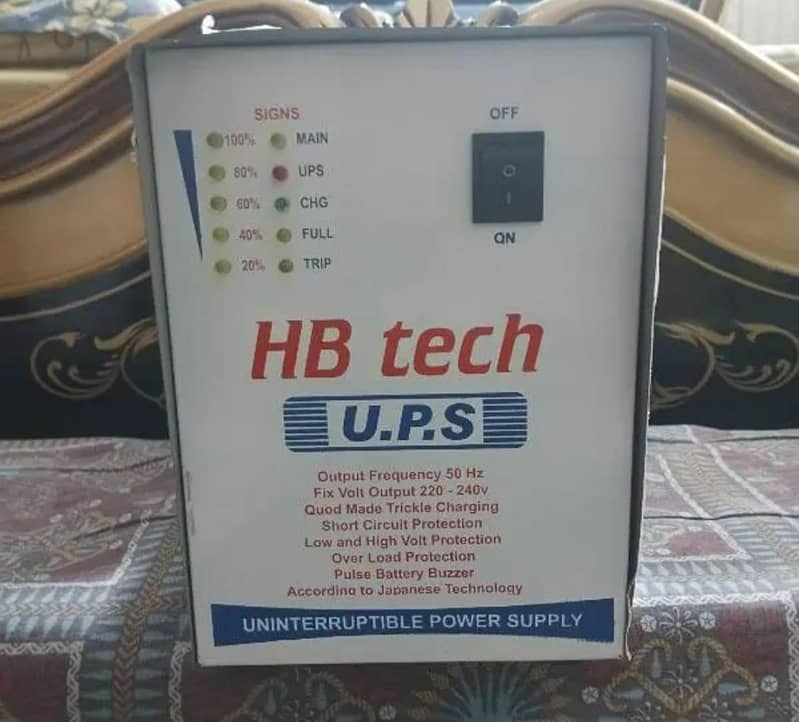 SIGNS
100% MAIN
80% UPS
60% CHG
40% FULL
20% TRIP
OFF
O
I
ON
HB tech
U.P.S
Output Frequency 50 Hz
Fix Volt Output 220 - 240v
Quod Made Trickle Charging
Short Circuit Protection
Low and High Volt Protection
Over Load Protection
Pulse Battery Buzzer
According to Japanese Technology
UNINTERRUPTIBLE POWER SUPPLY